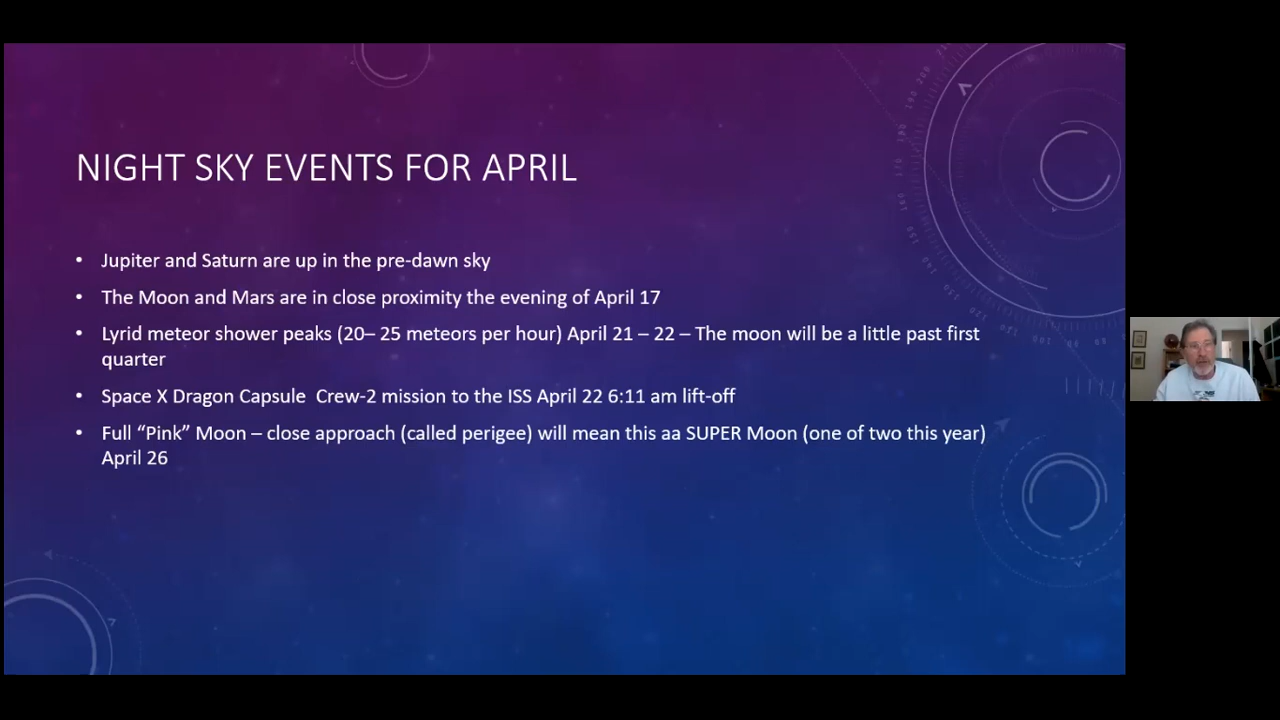 NIGHT SKY EVENTS FOR APRIL
• Jupiter and Saturn are up in the pre-dawn sky
• The Moon and Mars are in close proximity the evening of April 17
• Lyrid meteor shower peaks (20– 25 meteors per hour) April 21 – 22 – The moon will be a little past first
quarter
• Space X Dragon Capsule  Crew-2 mission to the ISS April 22 6:11 am lift-off
• Full “Pink” Moon – close approach (called perigee) will mean this aa SUPER Moon (one of two this year)
April 26